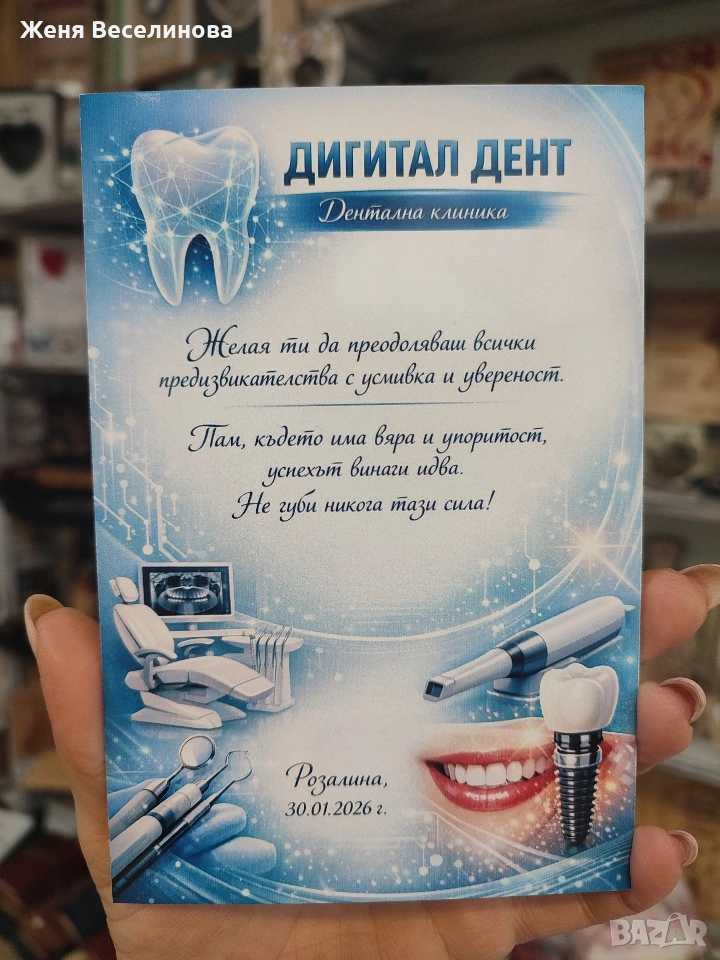 Женя Веселинова
ДИГИТАЛ ДЕНТ
Дентална клиника
Желая ти да преодоляваш всички
предизвикателства с усмивка и увереност.
Там, където има вяра и упоритост,
успехът винаги идва.
Не губи никога тази сила!
Розалина,
30.01.2026 г.
BAZAR